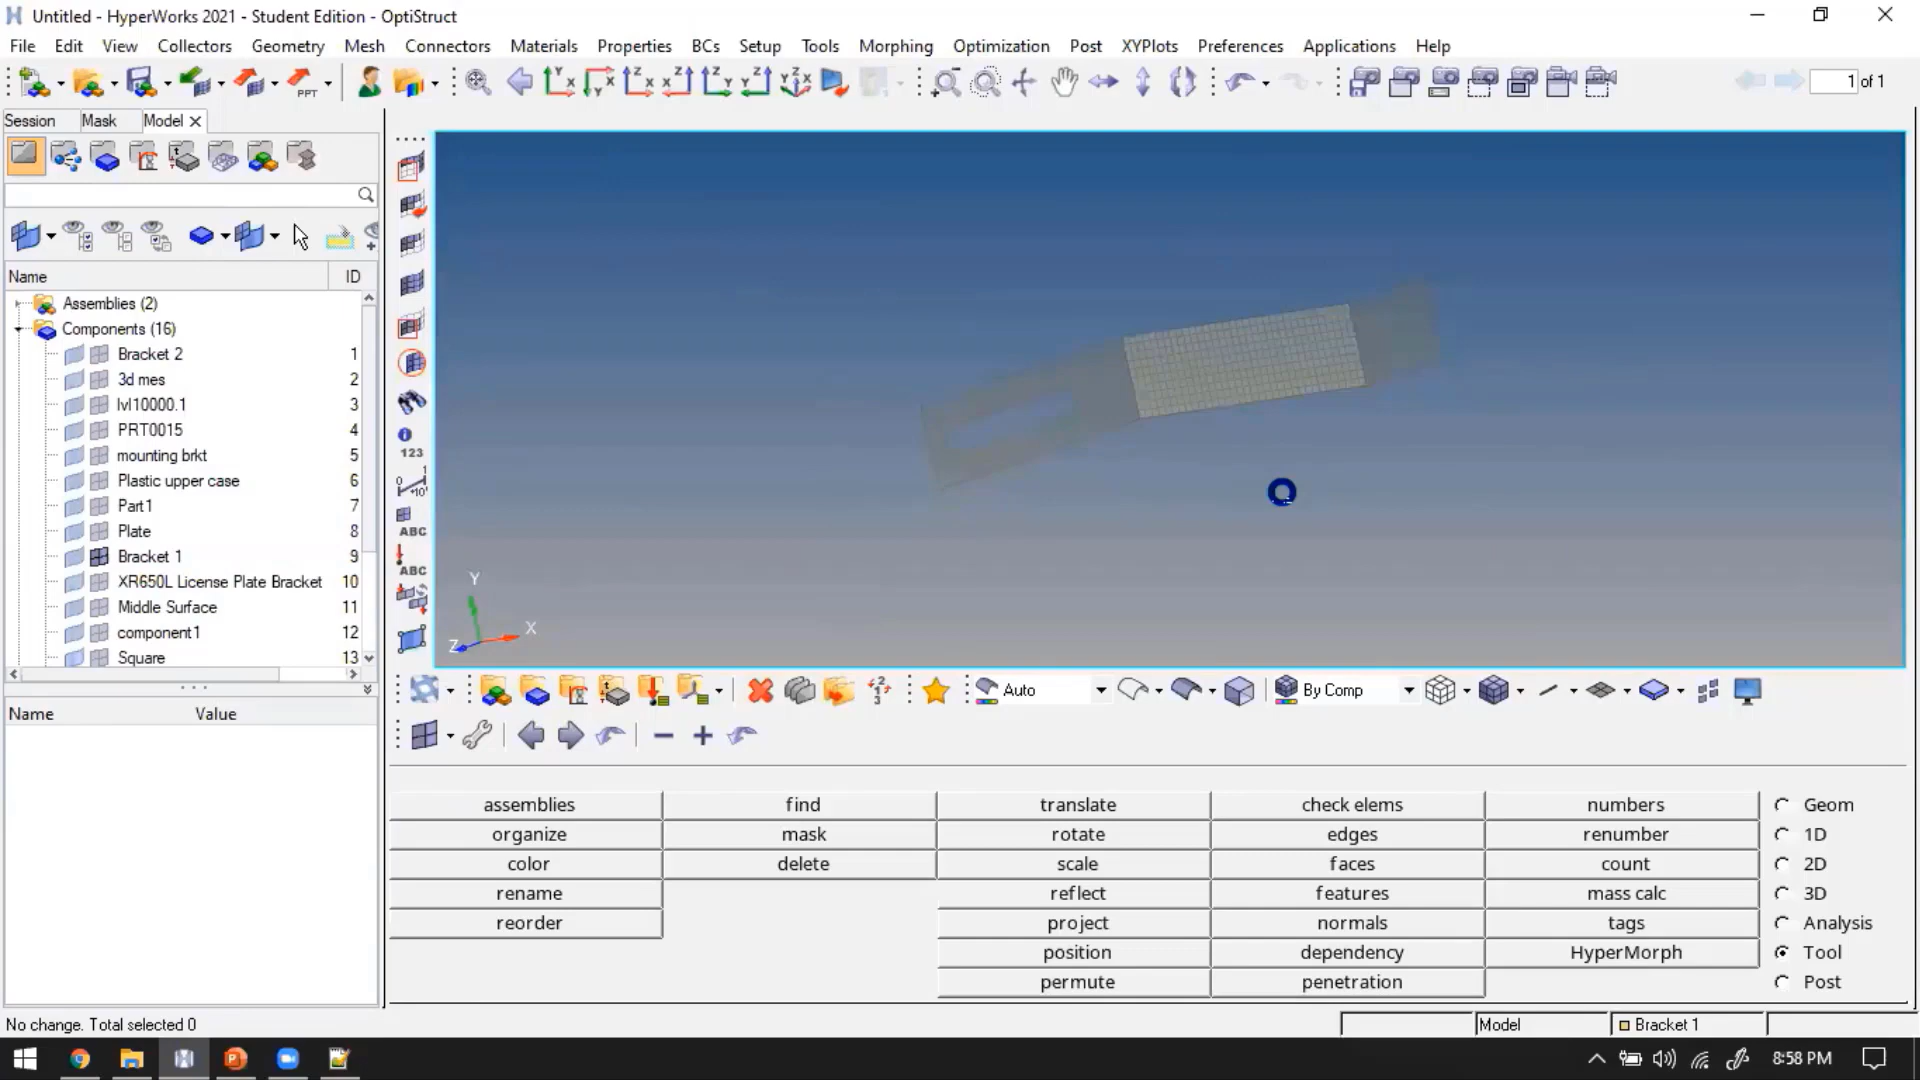 Untitled - HyperWorks 2021 - Student Edition - OptiStruct
File Edit View Collectors Geometry Mesh Connectors Materials Properties BCs Setup Tools Morphing Optimization Post XYPlots Preferences Applications Help
PPT
1 of 1
Session Mask Model
Name ID
Assemblies (2)
Components (16)
Bracket 2 1
3d mes 2
lvl10000.1 3
PRT0015 4
mounting brkt 5
Plastic upper case 6
Part1 7
Plate 8
Bracket 1 9
XR650L License Plate Bracket 10
Middle Surface 11
component1 12
Square 13
Name Value
123
ABC
ABC
Y
X
Z
Auto By Comp
assemblies find translate check elems numbers Geom
organize mask rotate edges renumber 1D
color delete scale faces count 2D
rename reflect features mass calc 3D
reorder project normals tags Analysis
position dependency HyperMorph Tool
permute penetration Post
No change. Total selected 0 Model Bracket 1
8:58 PM